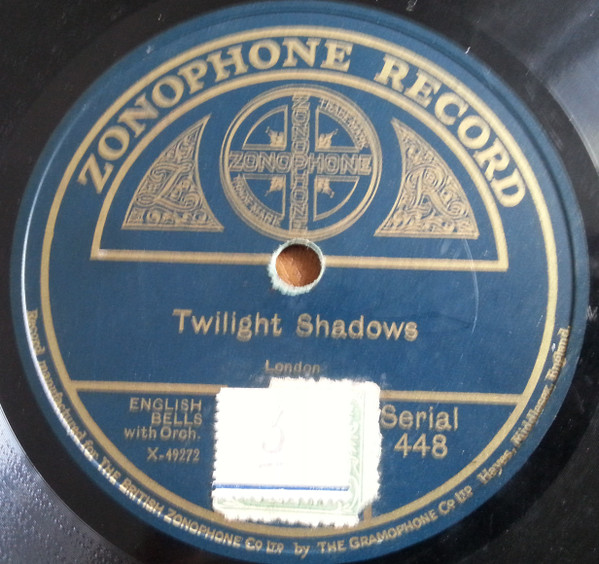 ZONOPHONE RECORD
TRADE MARK
ZONOPHONE
ZONOPHONE
TRADE MARK
Twilight Shadows
London
ENGLISH
BELLS
with Orch.
X-49272
Serial
448
Record manufactured for THE BRITISH ZONOPHONE Co LTD by THE GRAMOPHONE Co LTD Hayes, Middlesex, England.